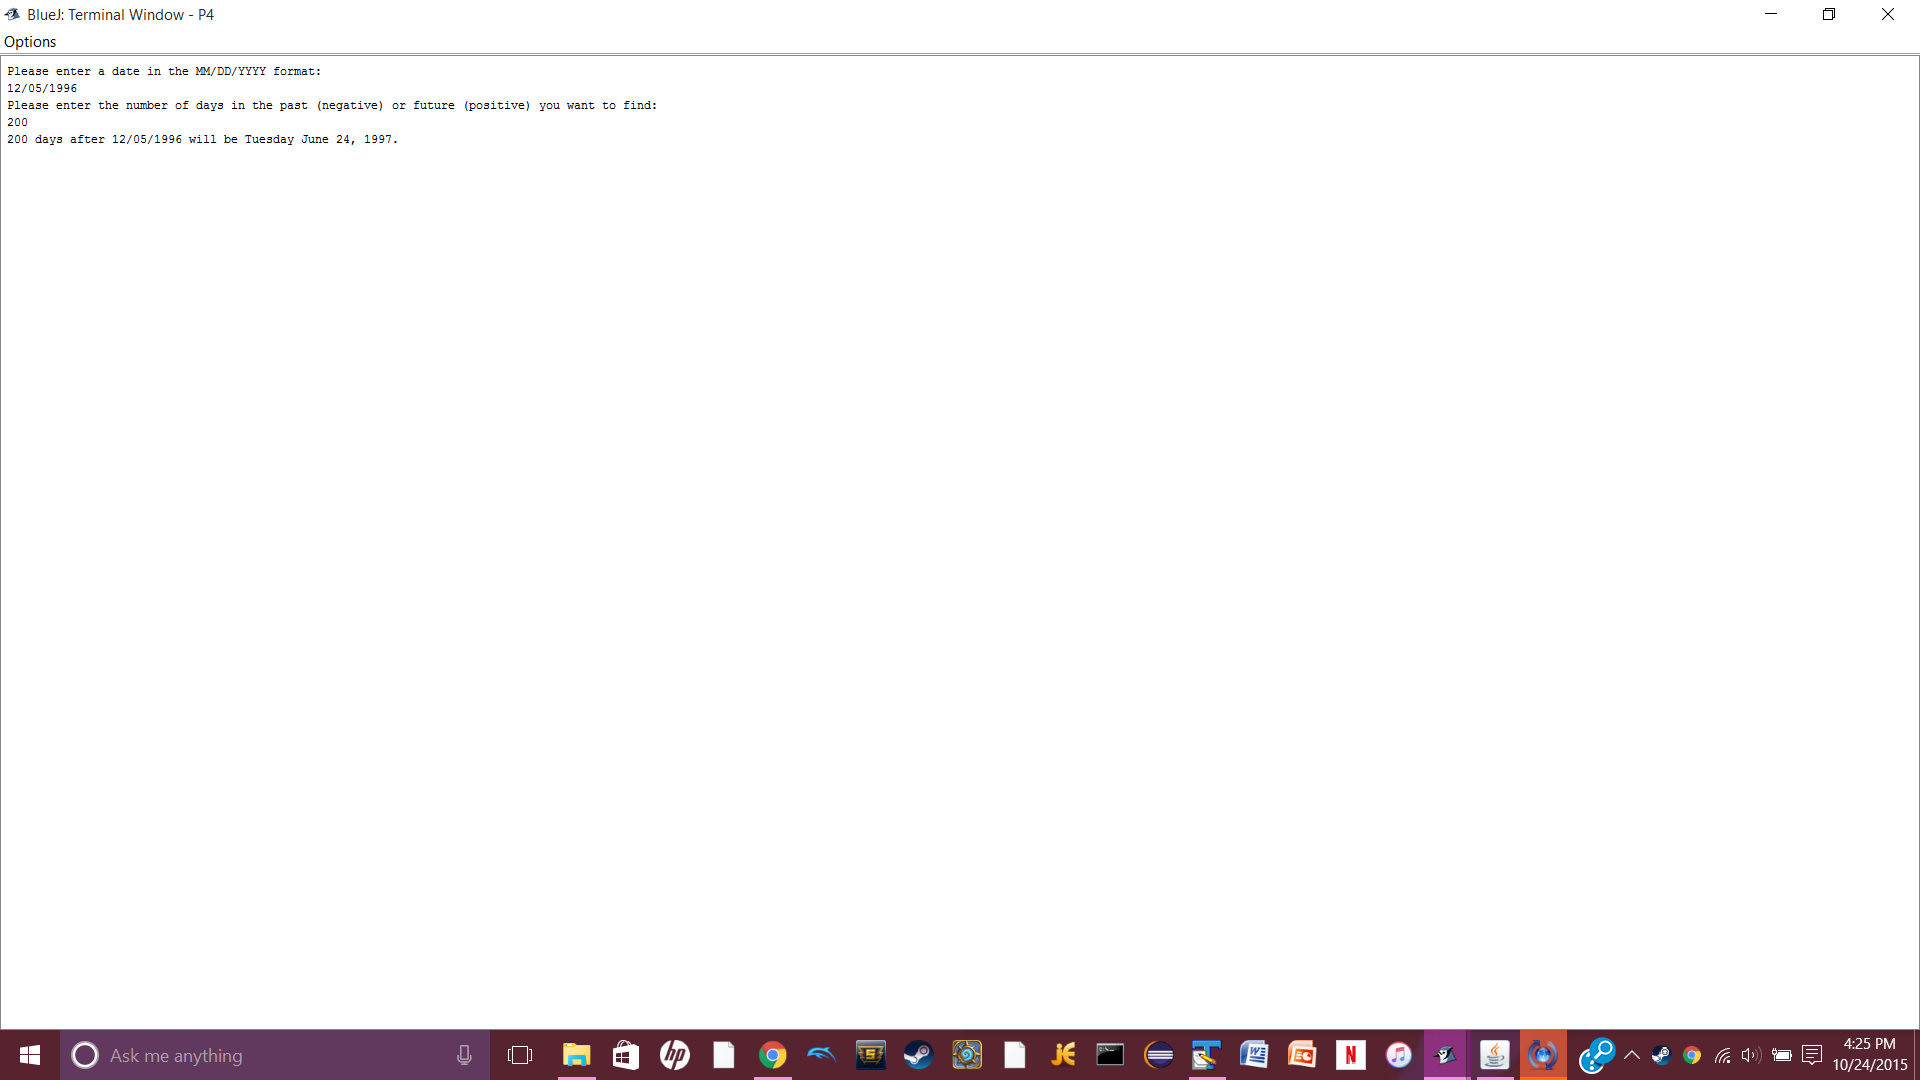 BlueJ: Terminal Window - P4
Options
Please enter a date in the MM/DD/YYYY format:
12/05/1996
Please enter the number of days in the past (negative) or future (positive) you want to find:
200
200 days after 12/05/1996 will be Tuesday June 24, 1997.
Ask me anything
4:25 PM
10/24/2015